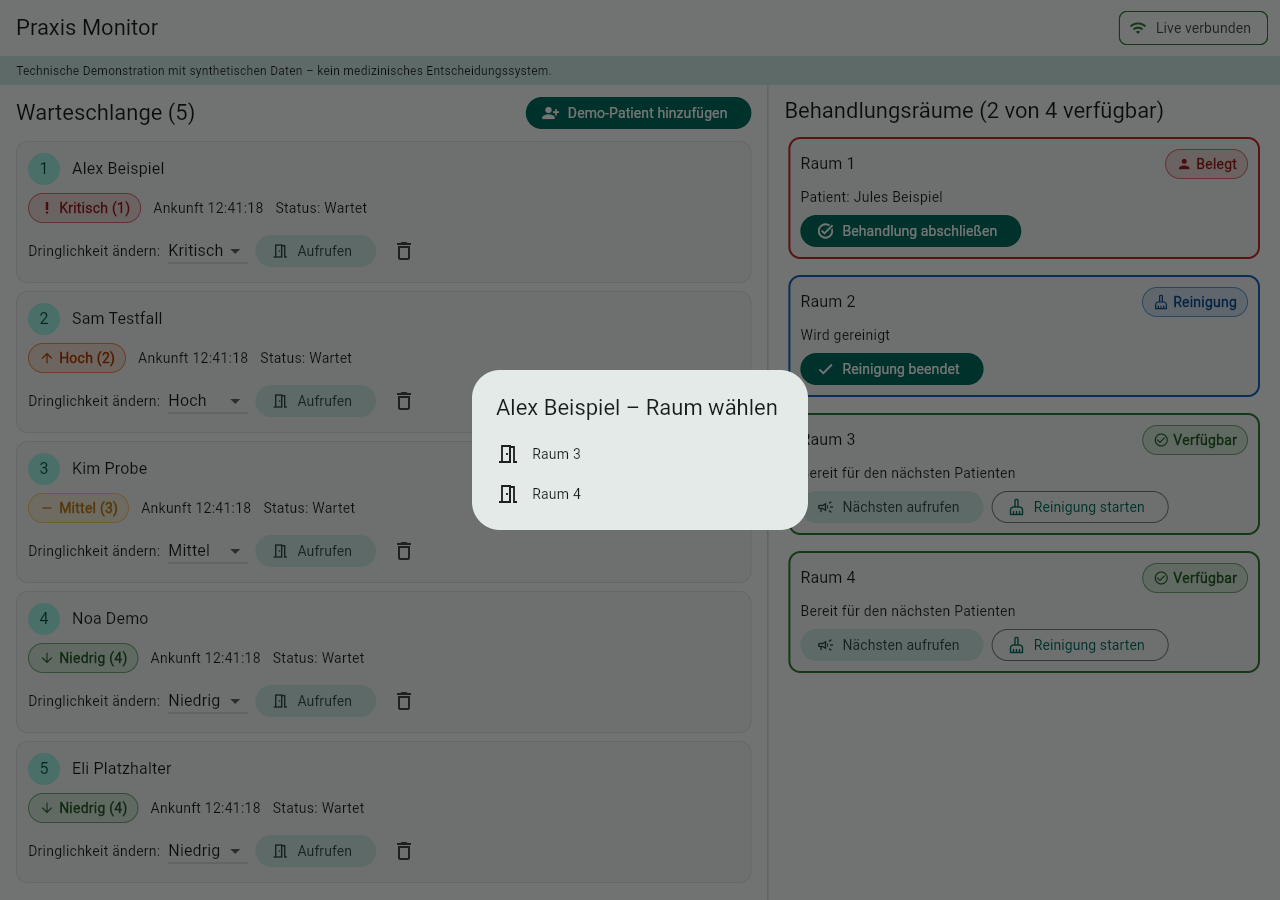 Praxis Monitor
Live verbunden
Technische Demonstration mit synthetischen Daten – kein medizinisches Entscheidungssystem.
Warteschlange (5)
Demo-Patient hinzufügen
1 Alex Beispiel
Kritisch (1) Ankunft 12:41:18 Status: Wartet
Dringlichkeit ändern: Kritisch Aufrufen
2 Sam Testfall
Hoch (2) Ankunft 12:41:18 Status: Wartet
Dringlichkeit ändern: Hoch Aufrufen
3 Kim Probe
Mittel (3) Ankunft 12:41:18 Status: Wartet
Dringlichkeit ändern: Mittel Aufrufen
4 Noa Demo
Niedrig (4) Ankunft 12:41:18 Status: Wartet
Dringlichkeit ändern: Niedrig Aufrufen
5 Eli Platzhalter
Niedrig (4) Ankunft 12:41:18 Status: Wartet
Dringlichkeit ändern: Niedrig Aufrufen
Alex Beispiel – Raum wählen
Raum 3
Raum 4
Behandlungsräume (2 von 4 verfügbar)
Raum 1 Belegt
Patient: Jules Beispiel
Behandlung abschließen
Raum 2 Reinigung
Wird gereinigt
Reinigung beendet
Raum 3 Verfügbar
Bereit für den nächsten Patienten
Nächsten aufrufen Reinigung starten
Raum 4 Verfügbar
Bereit für den nächsten Patienten
Nächsten aufrufen Reinigung starten